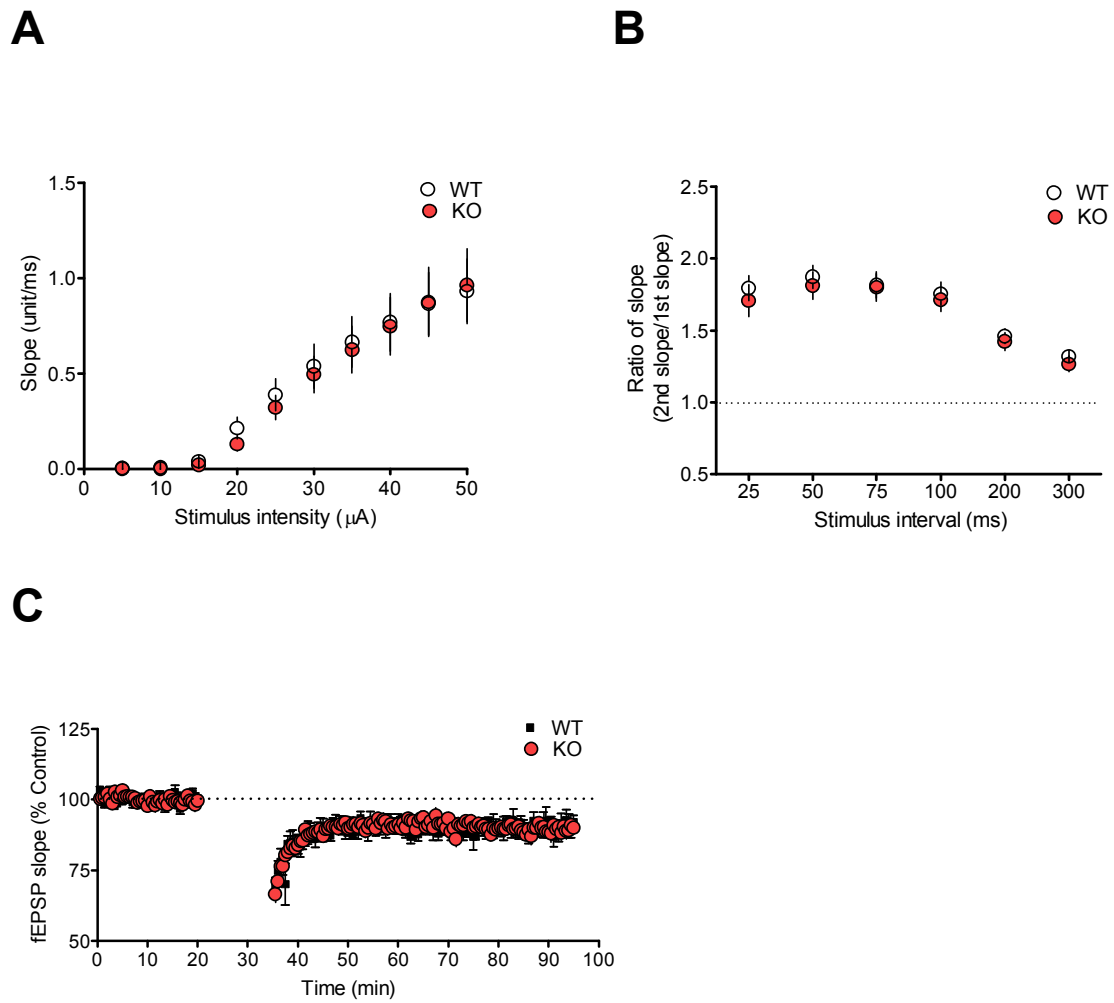 A
WT
KO
1.5
1.0
0.5
0.0
Slope (unit/ms)
0 10 20 30 40 50
Stimulus intensity (μA)
B
WT
KO
2.5
2.0
1.5
1.0
0.5
Ratio of slope
(2nd slope/1st slope)
25 50 75 100 200 300
Stimulus interval (ms)
C
WT
KO
125
100
75
50
fEPSP slope (% Control)
0 10 20 30 40 50 60 70 80 90 100
Time (min)